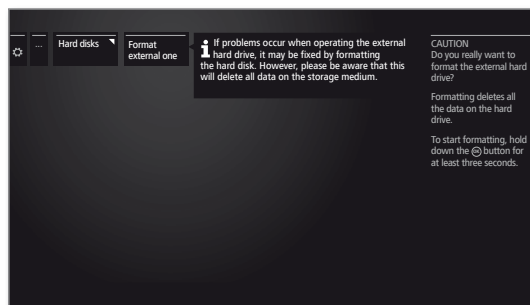 ...
Hard disks
Format
external one
If problems occur when operating the external
hard drive, it may be fixed by formatting
the hard disk. However, please be aware that this
will delete all data on the storage medium.
CAUTION
Do you really want to
format the external hard
drive?
Formatting deletes all
the data on the hard
drive.
To start formatting, hold
down the OK button for
at least three seconds.